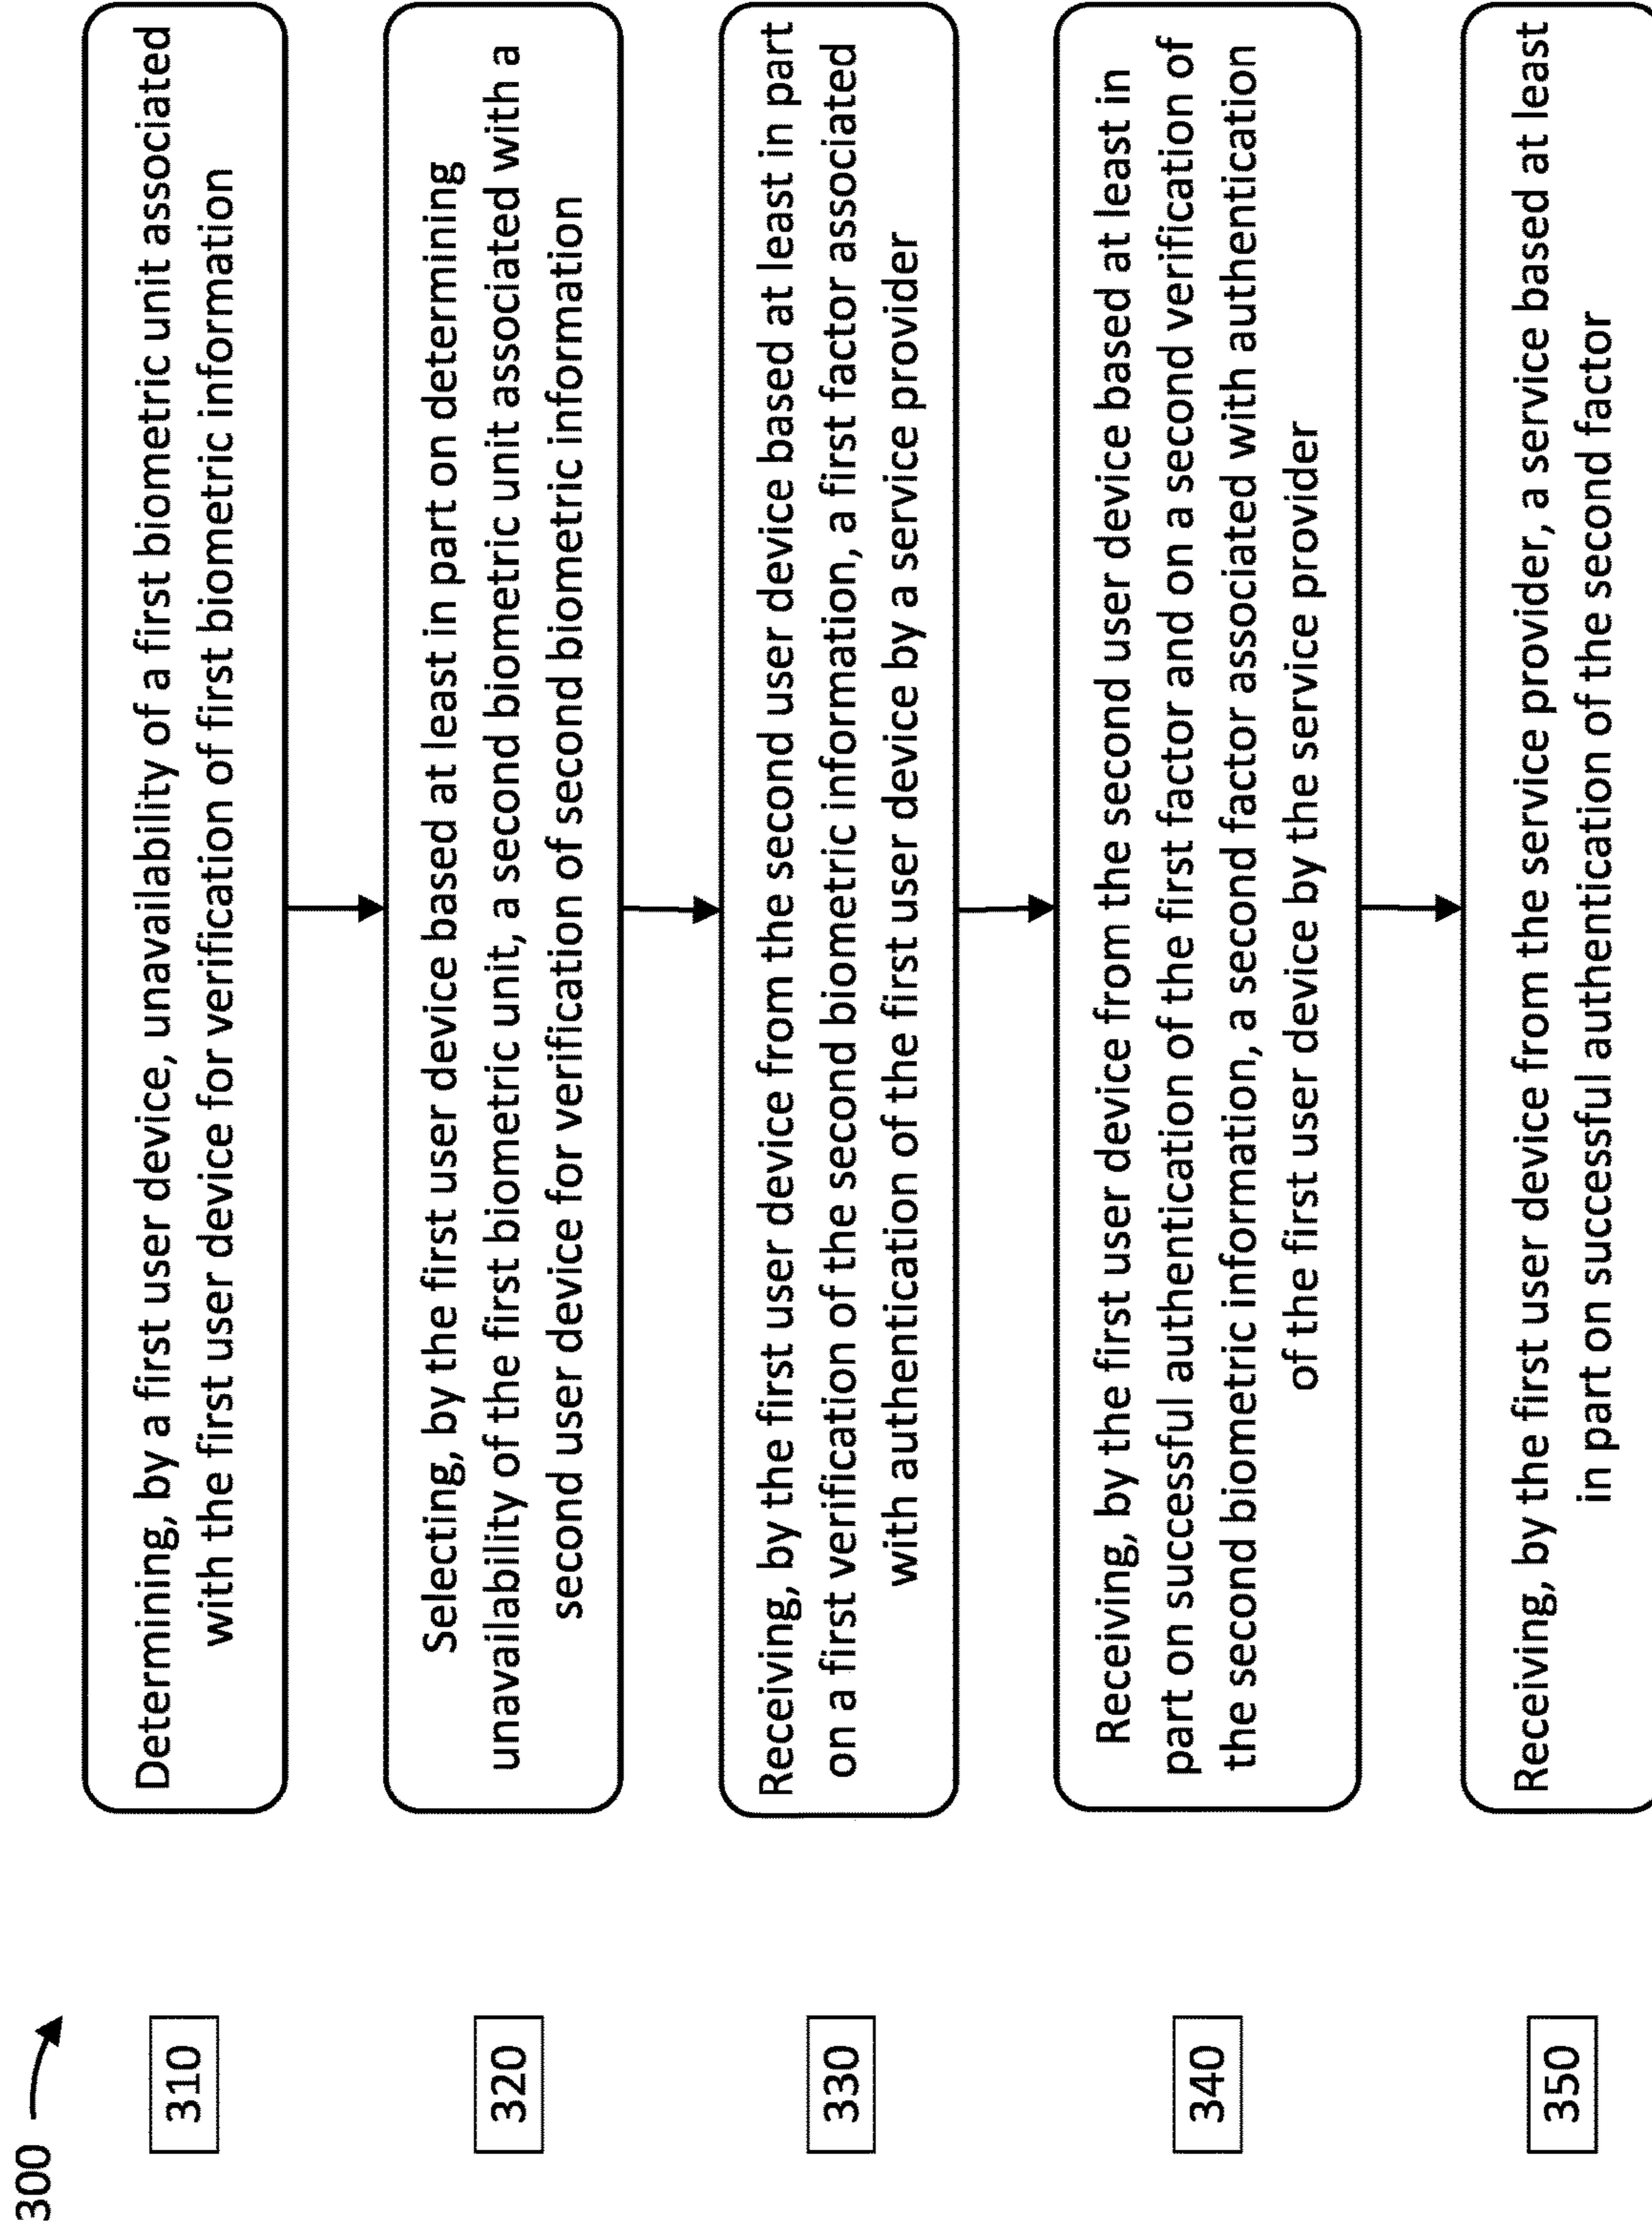 300
310
Determining, by a first user device, unavailability of a first biometric unit associated
with the first user device for verification of first biometric information
320
Selecting, by the first user device based at least in part on determining
unavailability of the first biometric unit, a second biometric unit associated with a
second user device for verification of second biometric information
330
Receiving, by the first user device from the second user device based at least in part
on a first verification of the second biometric information, a first factor associated
with authentication of the first user device by a service provider
340
Receiving, by the first user device from the second user device based at least in
part on successful authentication of the first factor and on a second verification of
the second biometric information, a second factor associated with authentication
of the first user device by the service provider
350
Receiving, by the first user device from the service provider, a service based at least
in part on successful authentication of the second factor